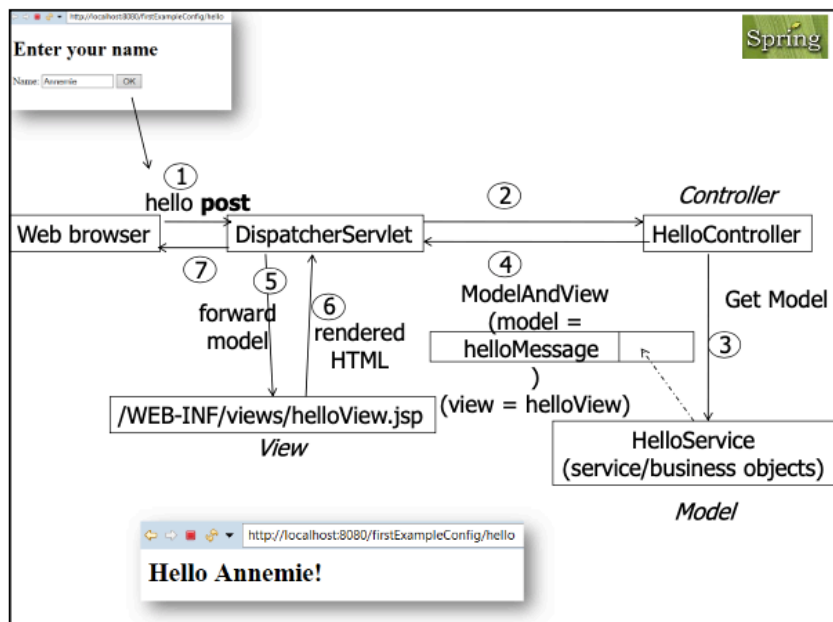 http://localhost:8080/firstExampleConfig/hello
Enter your name
Name: Annemie OK
Spring
1
hello post
2
Controller
Web browser
DispatcherServlet
HelloController
7
5
forward
model
6
rendered
HTML
4
ModelAndView
(model =
helloMessage
)
(view = helloView)
Get Model
3
/WEB-INF/views/helloView.jsp
View
HelloService
(service/business objects)
Model
http://localhost:8080/firstExampleConfig/hello
Hello Annemie!